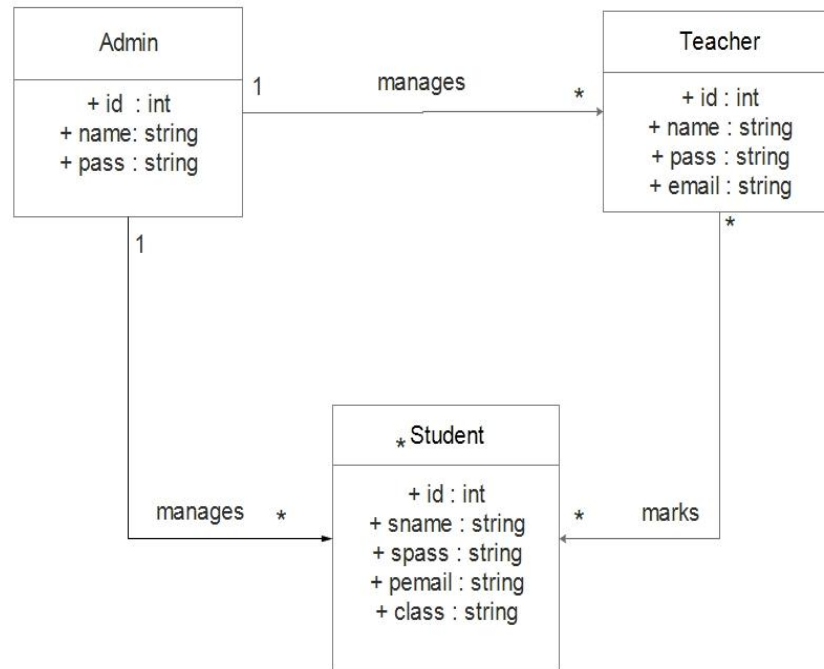 Admin
+ id : int
+ name: string
+ pass : string
1
manages
*
Teacher
+ id : int
+ name : string
+ pass : string
+ email : string
*
1
manages
*
*Student
+ id : int
+ sname : string
+ spass : string
+ pemail : string
+ class : string
*
marks